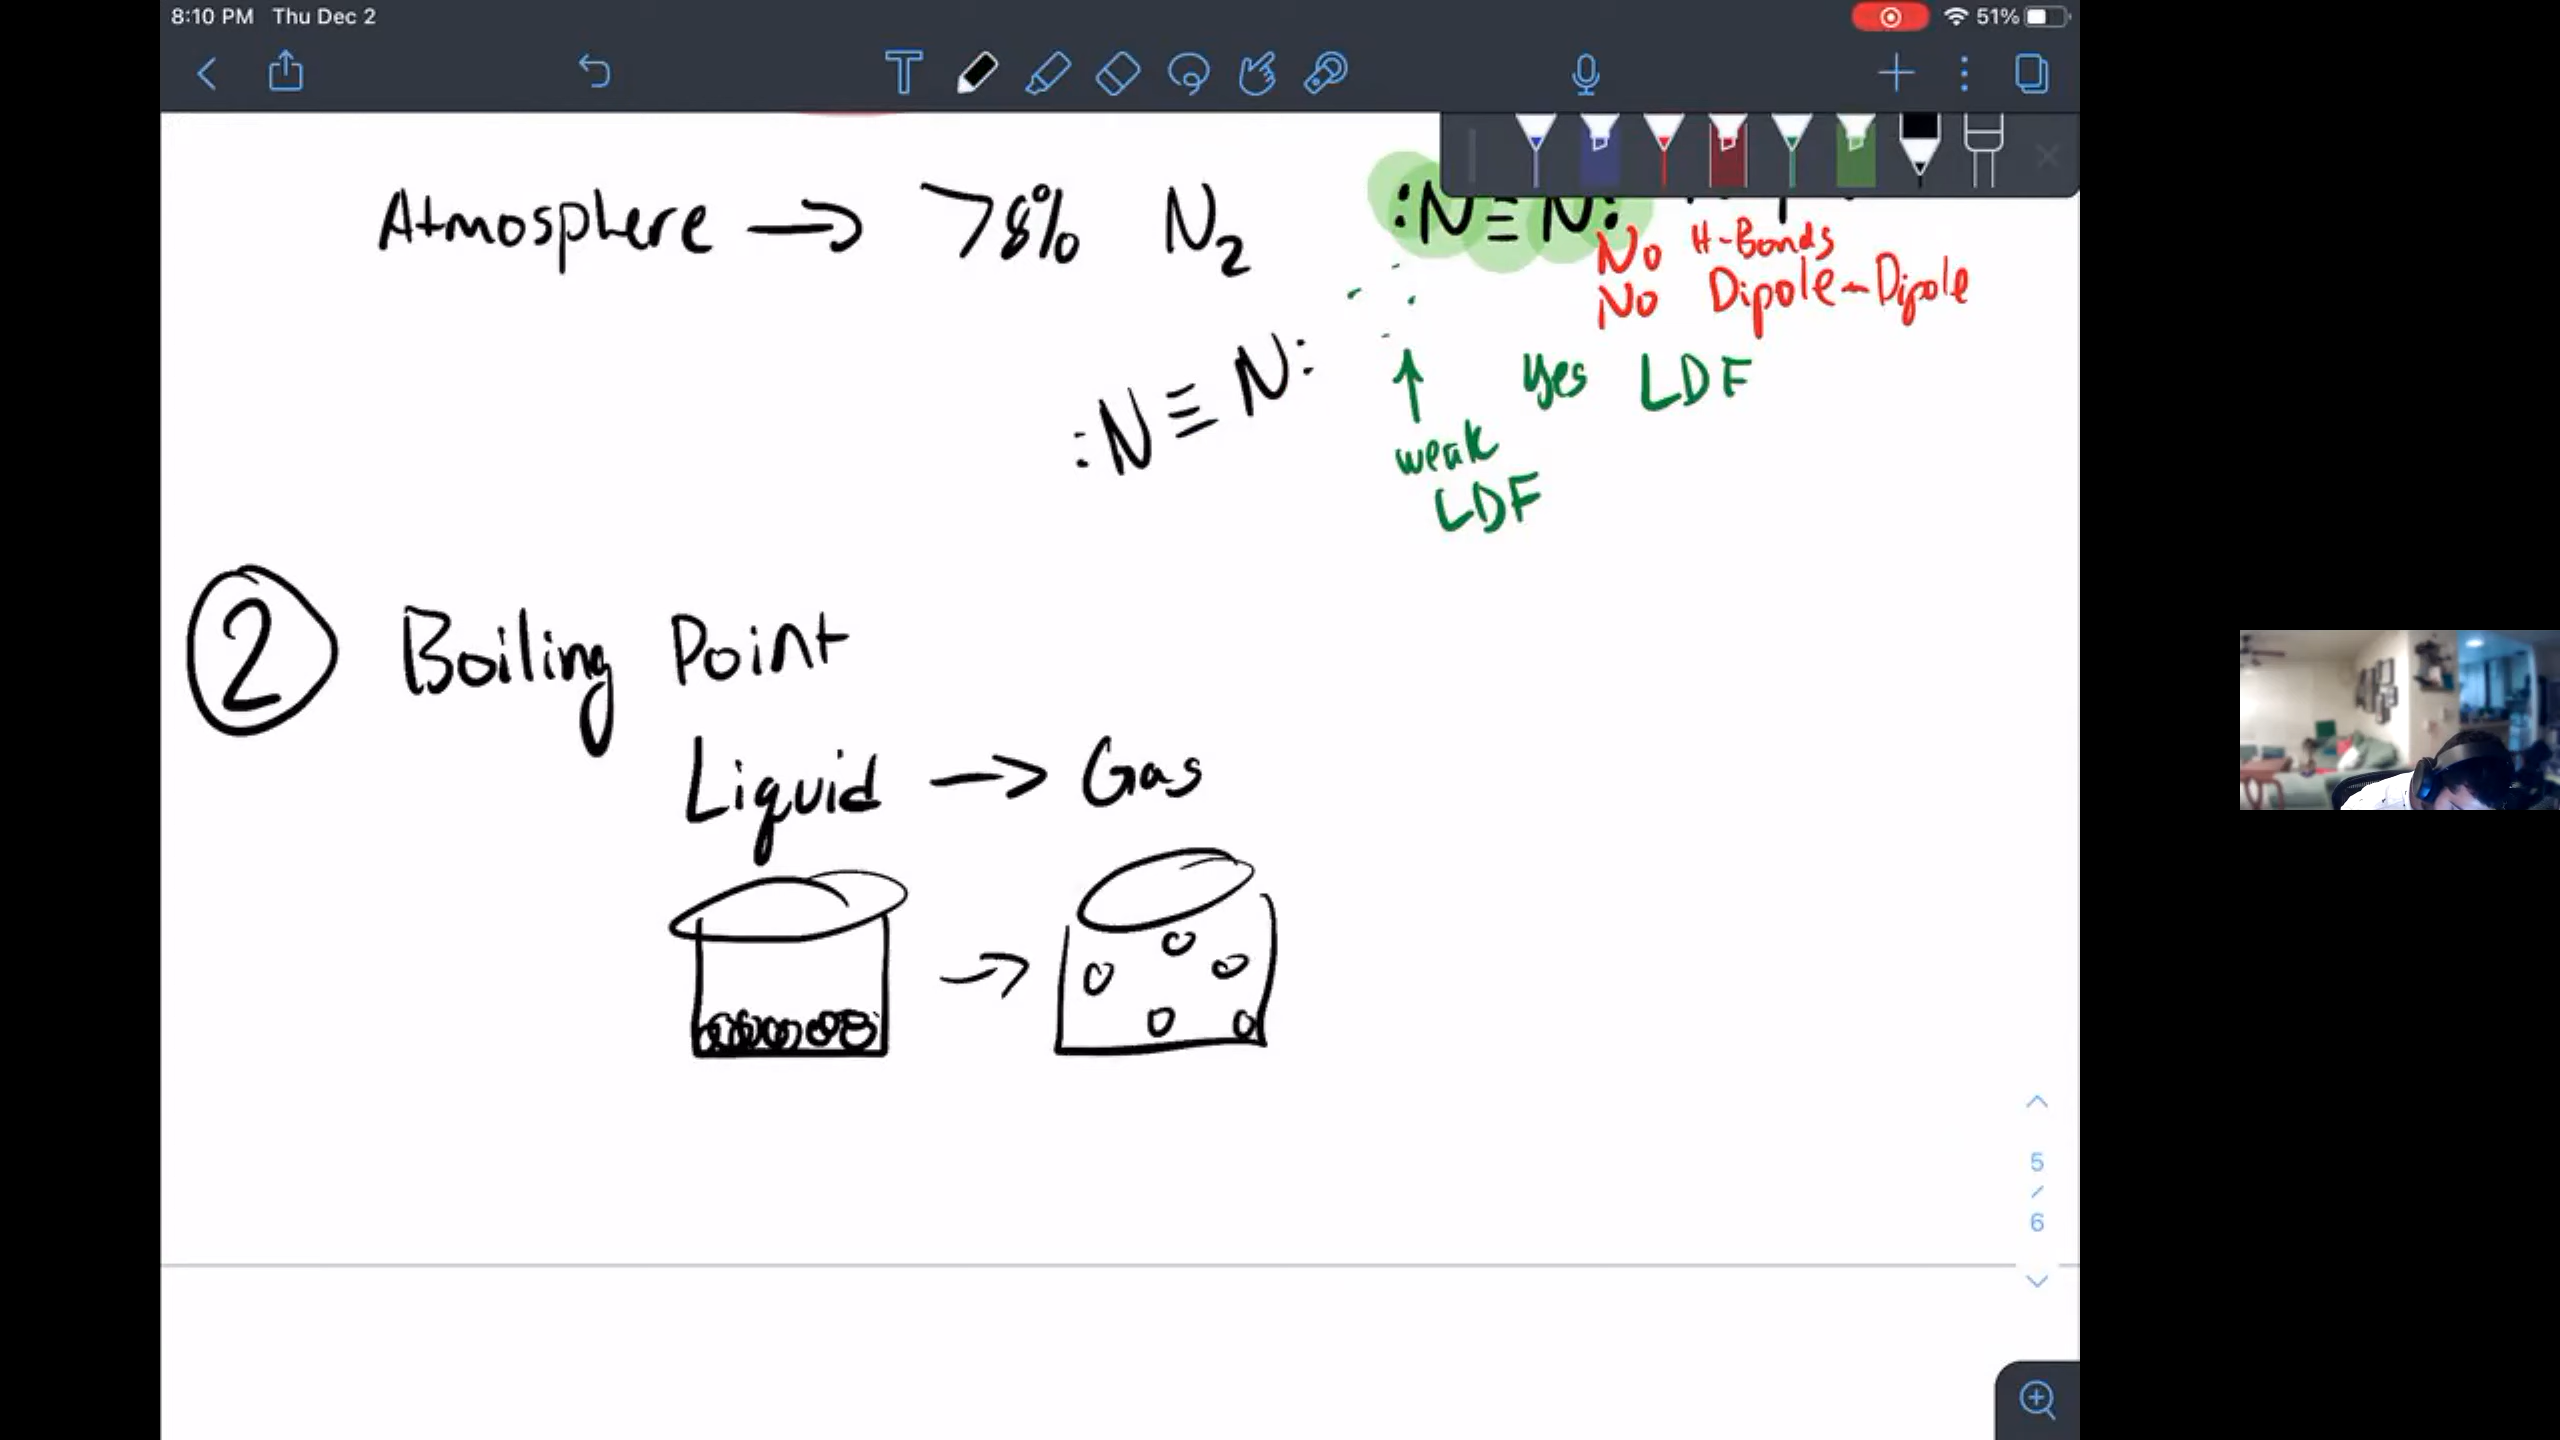 8:10 PM Thu Dec 2
51%
Atmosphere → 78% N2 :N≡N:
No H-Bonds
No Dipole-Dipole
:N≡N:
Yes LDF
weak
LDF
② Boiling Point
Liquid → Gas
5
/
6